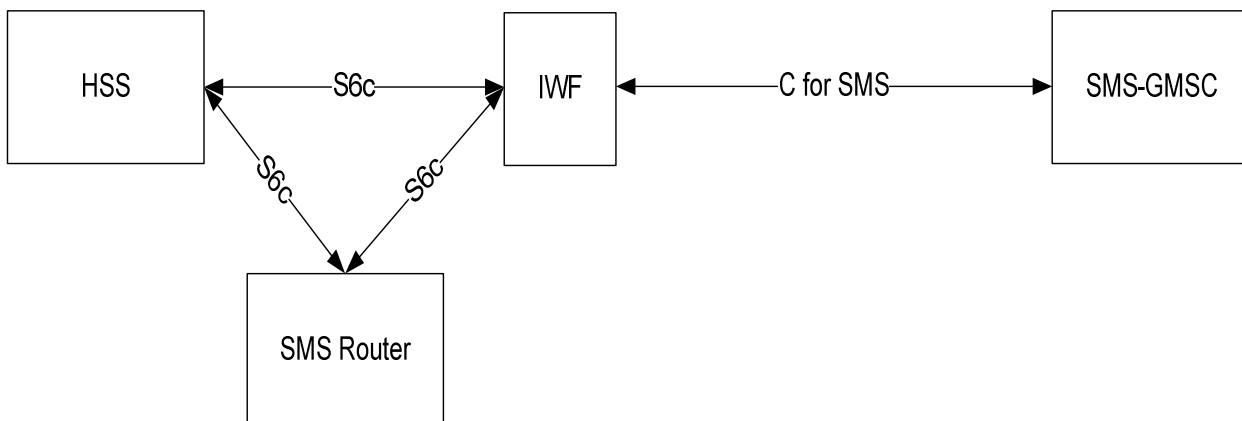 HSS
S6c
IWF
C for SMS
SMS-GMSC
S6c
S6c
SMS Router